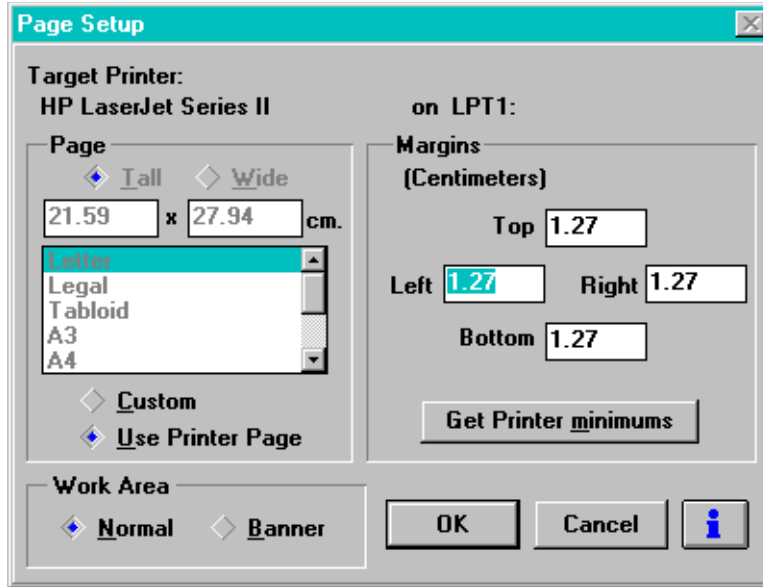 Page Setup
Target Printer:
HP LaserJet Series II on LPT1:
Page
Tall Wide
21.59 x 27.94 cm.
Letter
Legal
Tabloid
A3
A4
Custom
Use Printer Page
Margins
(Centimeters)
Top 1.27
Left 1.27 Right 1.27
Bottom 1.27
Get Printer minimums
Work Area
Normal Banner
OK Cancel i